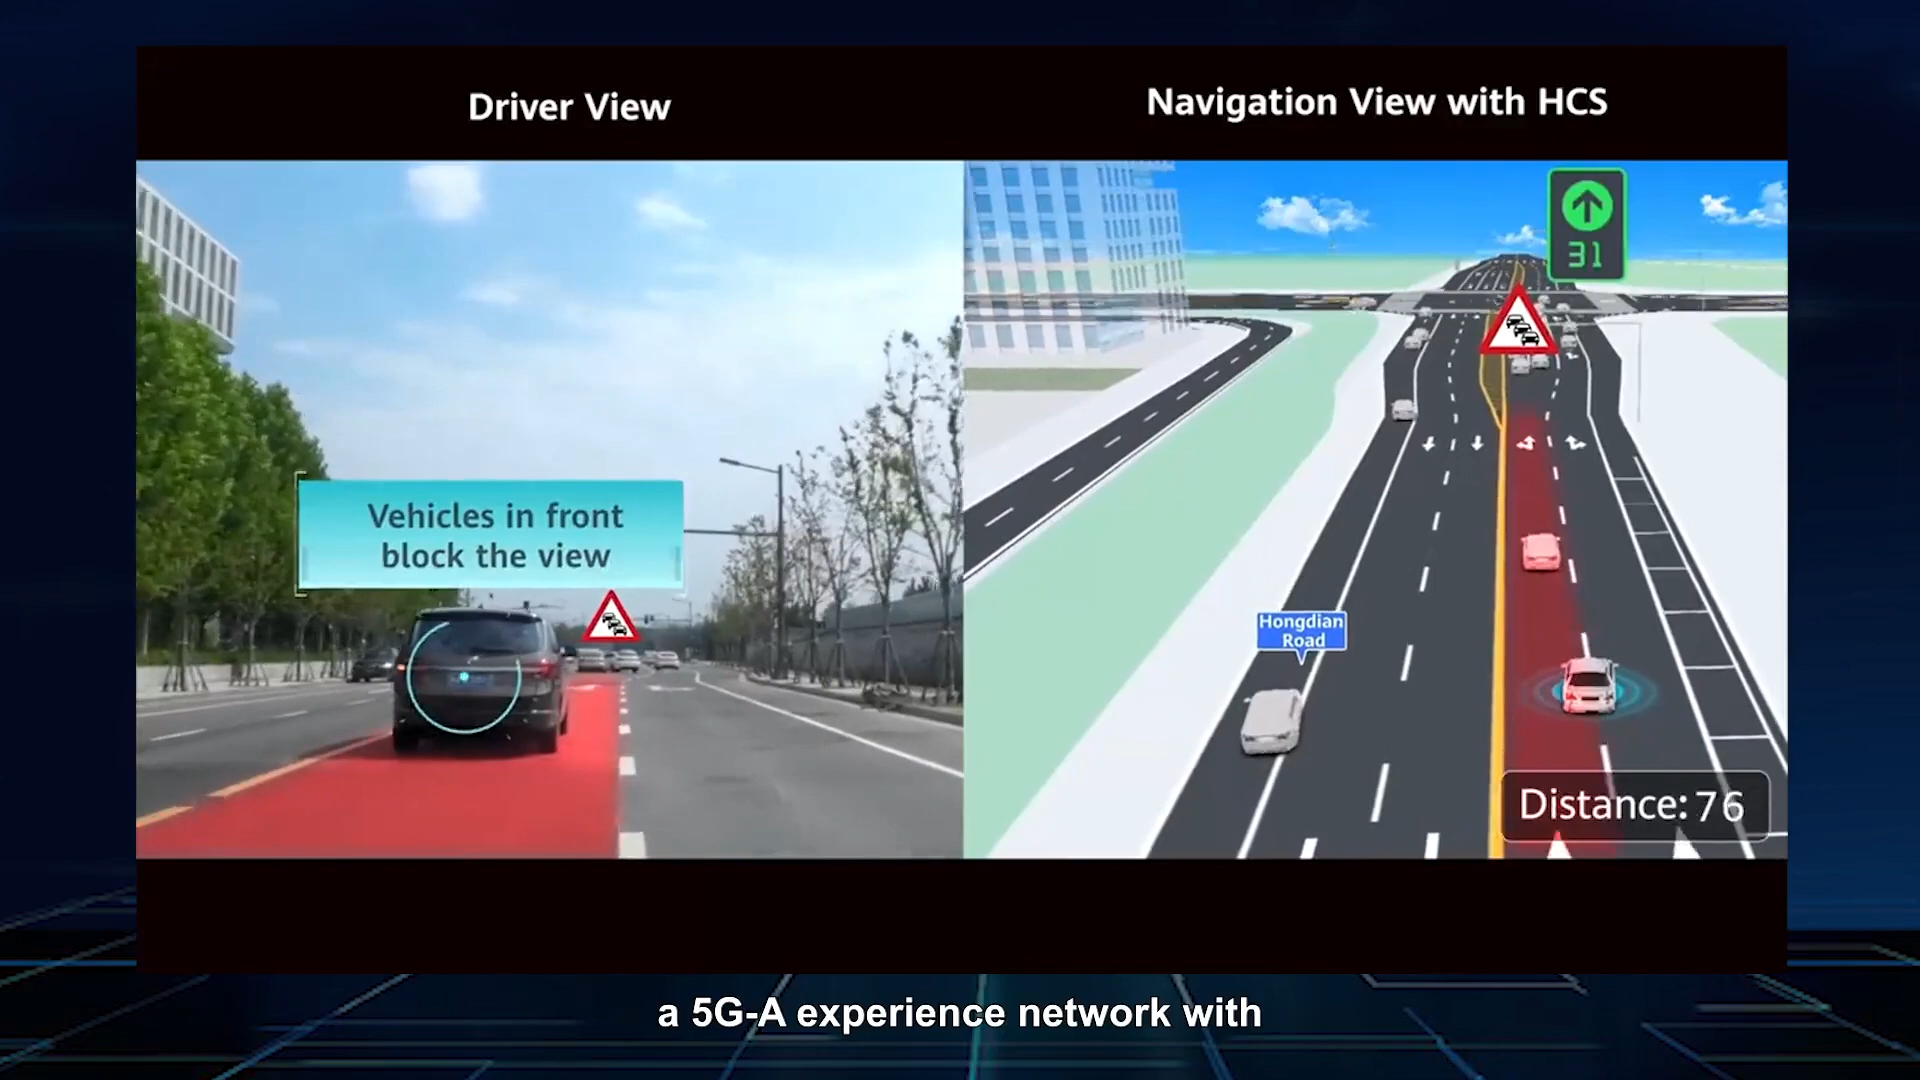 Driver View
Navigation View with HCS
31
Vehicles in front
block the view
Hongdian
Road
Distance:76
a 5G-A experience network with